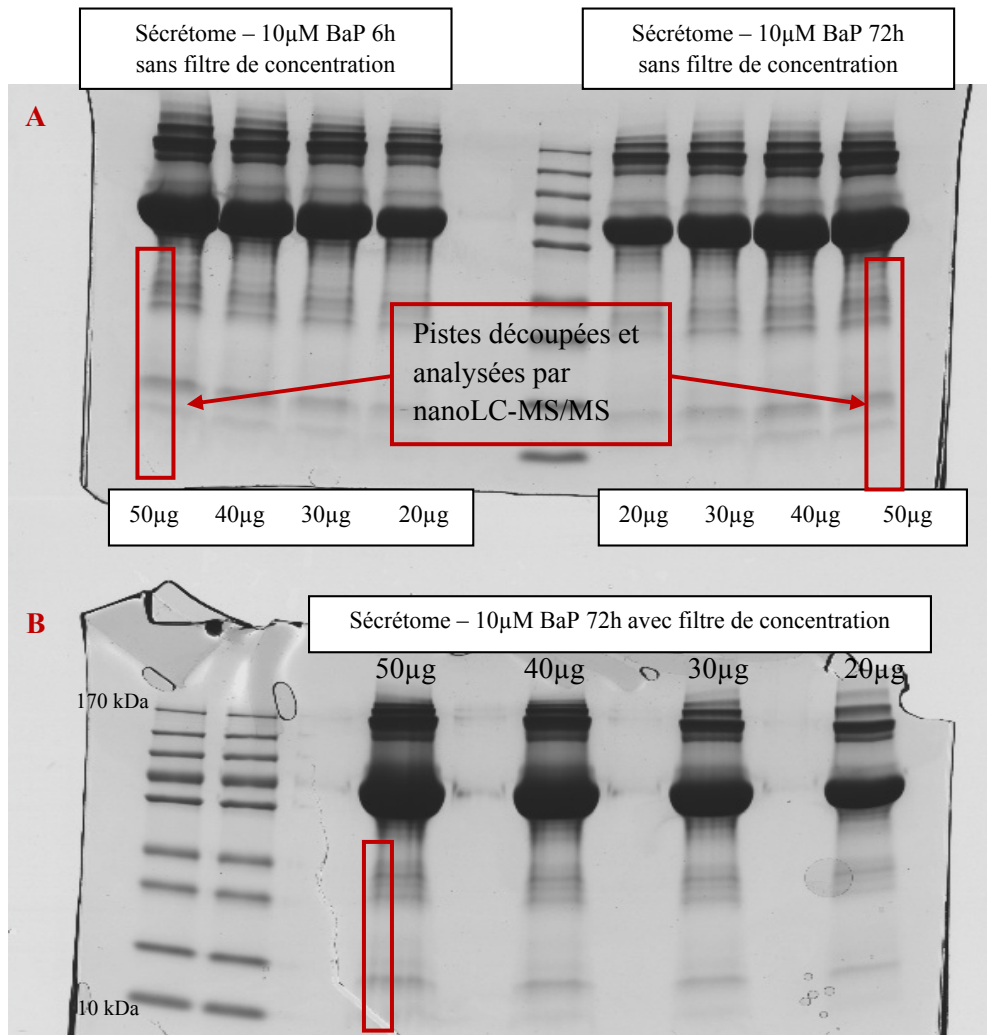 Sécrétome – 10µM BaP 6h
sans filtre de concentration
Sécrétome – 10µM BaP 72h
sans filtre de concentration
A
Pistes découpées et
analysées par
nanoLC-MS/MS
50µg 40µg 30µg 20µg
20µg 30µg 40µg 50µg
B
Sécrétome – 10µM BaP 72h avec filtre de concentration
50µg 40µg 30µg 20µg
170 kDa
10 kDa